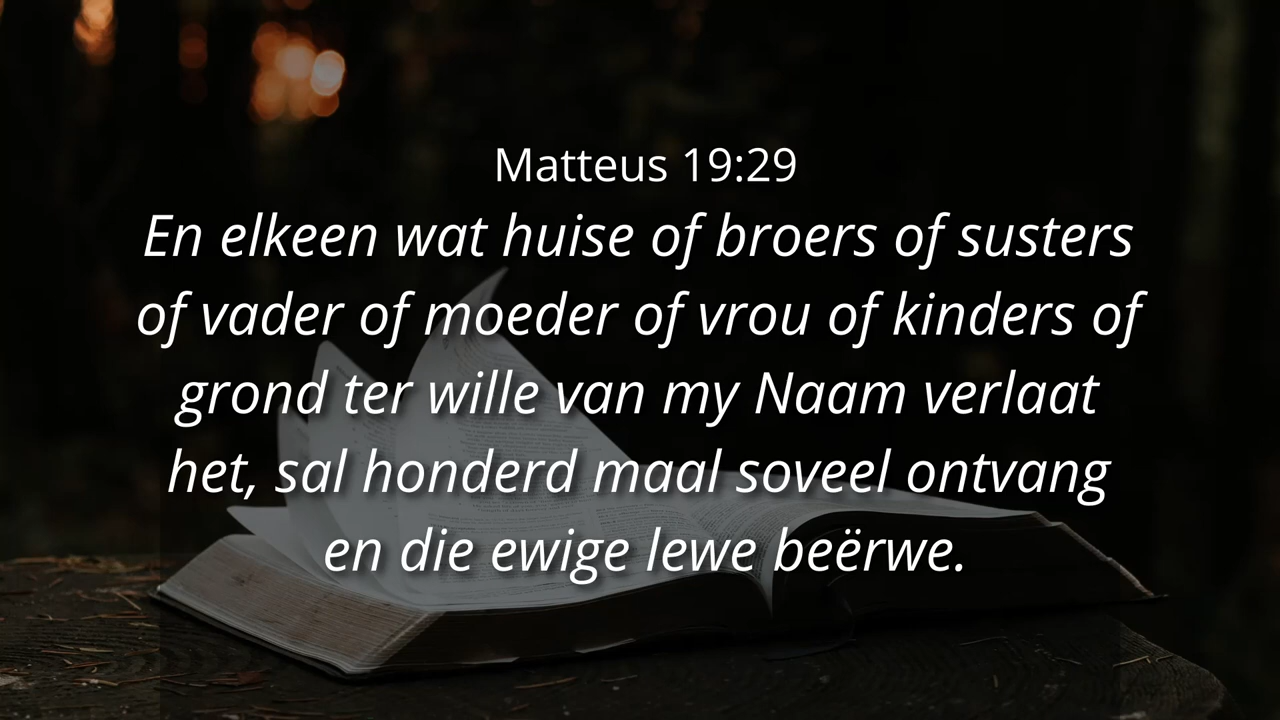 Matteus 19:29
En elkeen wat huise of broers of susters
of vader of moeder of vrou of kinders of
grond ter wille van my Naam verlaat
het, sal honderd maal soveel ontvang
en die ewige lewe beërwe.